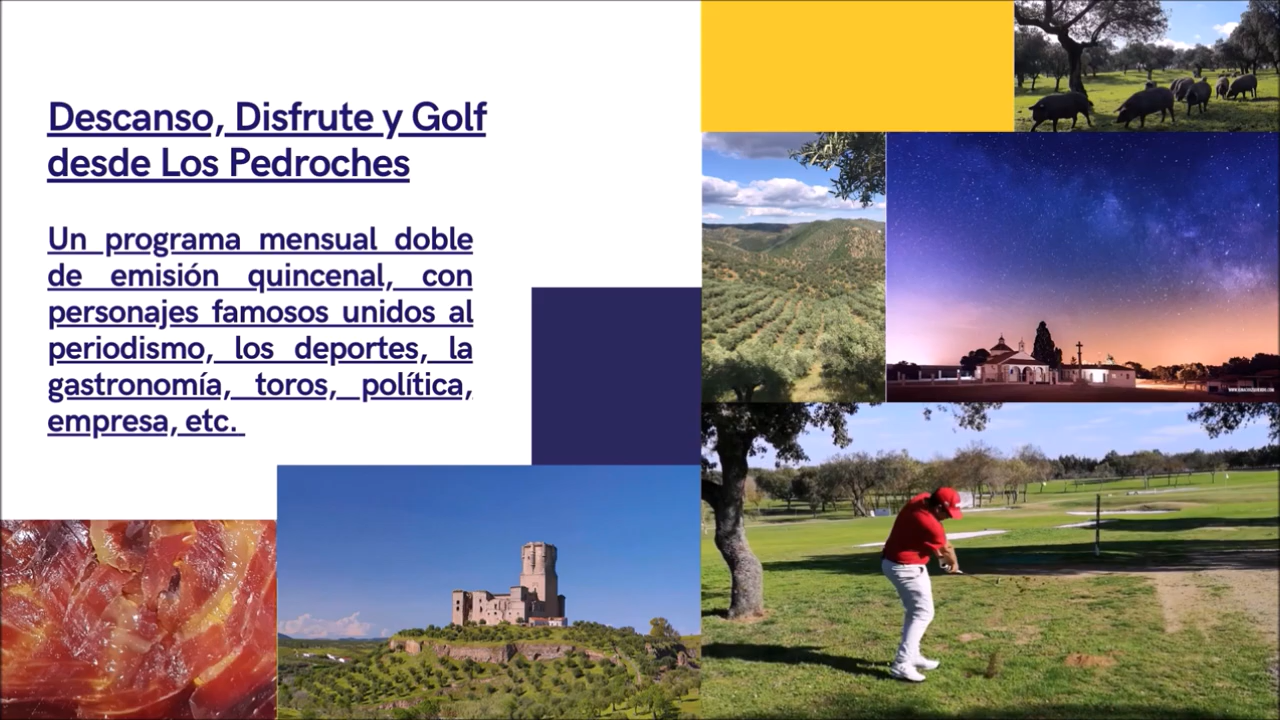 Descanso, Disfrute y Golf
desde Los Pedroches
Un programa mensual doble
de emisión quincenal, con
personajes famosos unidos al
periodismo, los deportes, la
gastronomía, toros, política,
empresa, etc.